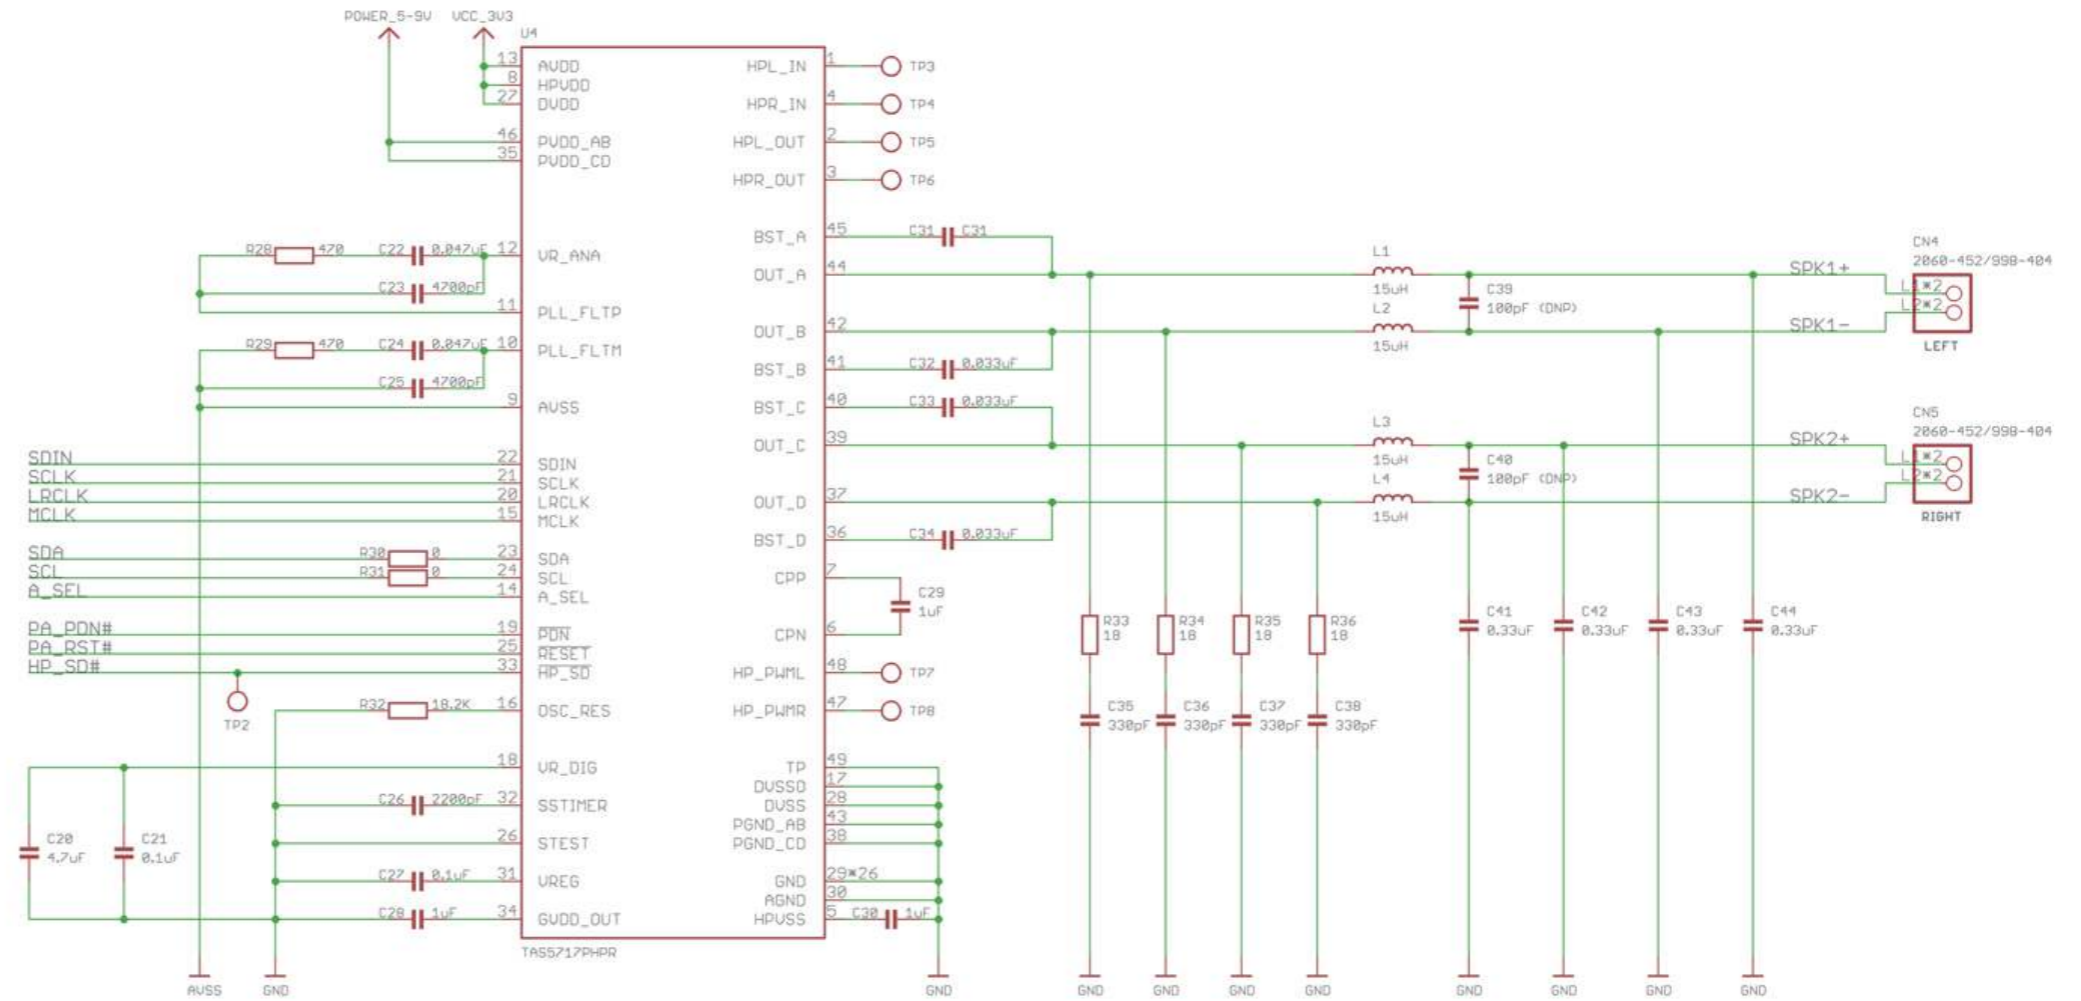 POWER_5-9V VCC_3V3
U4
13 AVDD
8 HPVDD
27 DVDD
46 PVDD_AB
35 PVDD_CD
R28 470 C22 0.047uF 12 VR_ANA
C23 4700pF
11 PLL_FLTP
R29 470 C24 0.047uF 10 PLL_FLTM
C25 4700pF
9 AVSS
SDIN 22 SDIN
SCLK 21 SCLK
LRCLK 20 LRCLK
MCLK 15 MCLK
SDA R30 0 23 SDA
SCL R31 0 24 SCL
A_SEL 14 A_SEL
PA_PDN# 19 PDN
PA_RST# 25 RESET
HP_SD# 33 HP_SD
TP2
R32 18.2K 16 OSC_RES
18 VR_DIG
C26 2200pF 32 SSTIMER
26 STEST
C20
4.7uF
C21
0.1uF
C27 0.1uF 31 VREG
C28 1uF 34 GVDD_OUT
TAS5717PHPR
AVSS GND
HPL_IN 1 TP3
HPR_IN 4 TP4
HPL_OUT 2 TP5
HPR_OUT 3 TP6
BST_A 45 C31 C31
OUT_A 44
OUT_B 42
BST_B 41 C32 0.033uF
BST_C 40 C33 0.033uF
OUT_C 39
OUT_D 37
BST_D 36 C34 0.033uF
CPP 7
C29
1uF
CPN 6
HP_PWML 48 TP7
HP_PWMR 47 TP8
TP 49
DVSSO 17
DVSS 28
PGND_AB 43
PGND_CD 38
GND 29*26
AGND 30
HPVSS 5 C30 1uF
GND
L1
15uH
L2
15uH
C39
100pF (DNP)
SPK1+
SPK1-
CN4
2060-452/998-404
L1*2
L2*2
LEFT
L3
15uH
L4
15uH
C40
100pF (DNP)
SPK2+
SPK2-
CN5
2060-452/998-404
L1*2
L2*2
RIGHT
R33
18
R34
18
R35
18
R36
18
C35
330pF
C36
330pF
C37
330pF
C38
330pF
C41
0.33uF
C42
0.33uF
C43
0.33uF
C44
0.33uF
GND GND GND GND GND GND GND GND